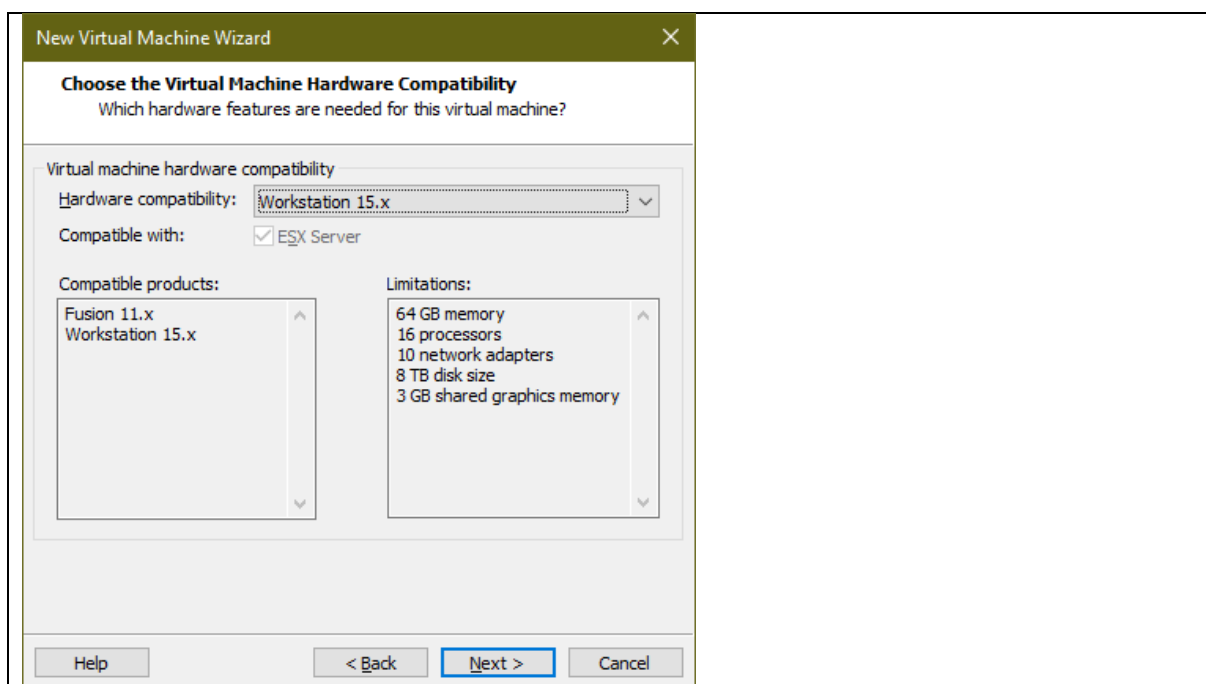 New Virtual Machine Wizard
Choose the Virtual Machine Hardware Compatibility
Which hardware features are needed for this virtual machine?
Virtual machine hardware compatibility
Hardware compatibility: Workstation 15.x
Compatible with: ESX Server
Compatible products:
Fusion 11.x
Workstation 15.x
Limitations:
64 GB memory
16 processors
10 network adapters
8 TB disk size
3 GB shared graphics memory
Help < Back Next > Cancel